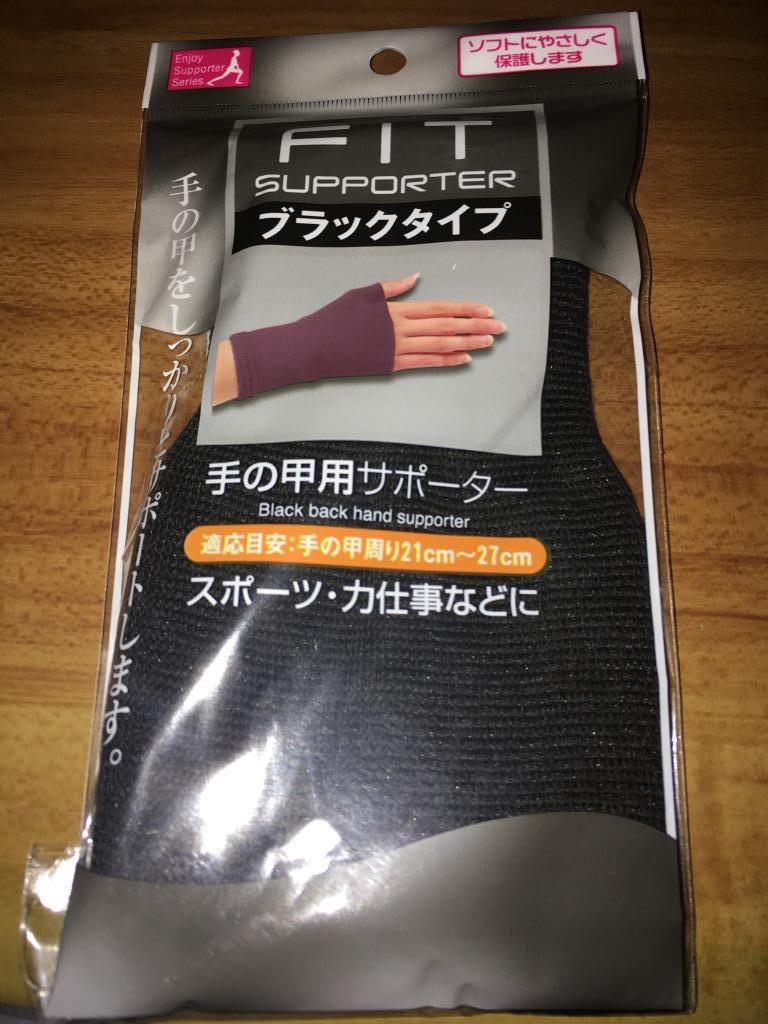 Enjoy
Supporter
Series
ソフトにやさしく
保護します
FIT
SUPPORTER
ブラックタイプ
手の甲をしっかりとサポートします。
手の甲用サポーター
Black back hand supporter
適応目安:手の甲周り21cm〜27cm
スポーツ・力仕事などに